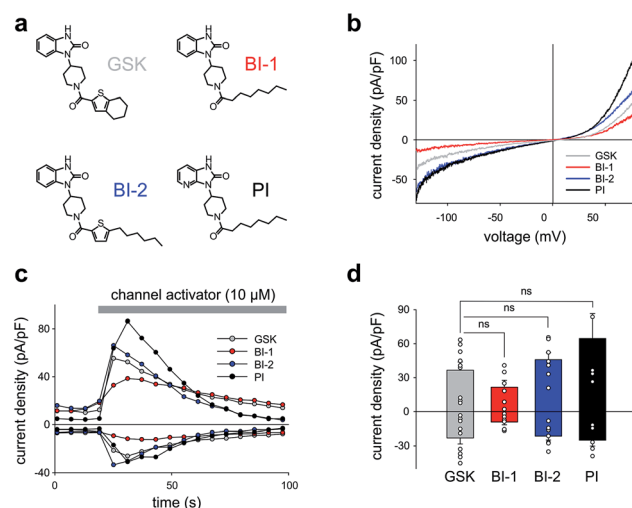 a
GSK
BI-1
BI-2
PI
H
N
O
N
N
O
S
H
N
O
N
N
O
H
N
O
N
N
O
S
H
N
N
O
N
N
O
b
current density (pA/pF)
100
50
0
-50
-100
-50
0
50
voltage (mV)
GSK
BI-1
BI-2
PI
c
channel activator (10 µM)
current density (pA/pF)
80
40
0
-40
0
50
100
time (s)
GSK
BI-1
BI-2
PI
d
current density (pA/pF)
90
60
30
0
-30
ns
ns
ns
GSK
BI-1
BI-2
PI